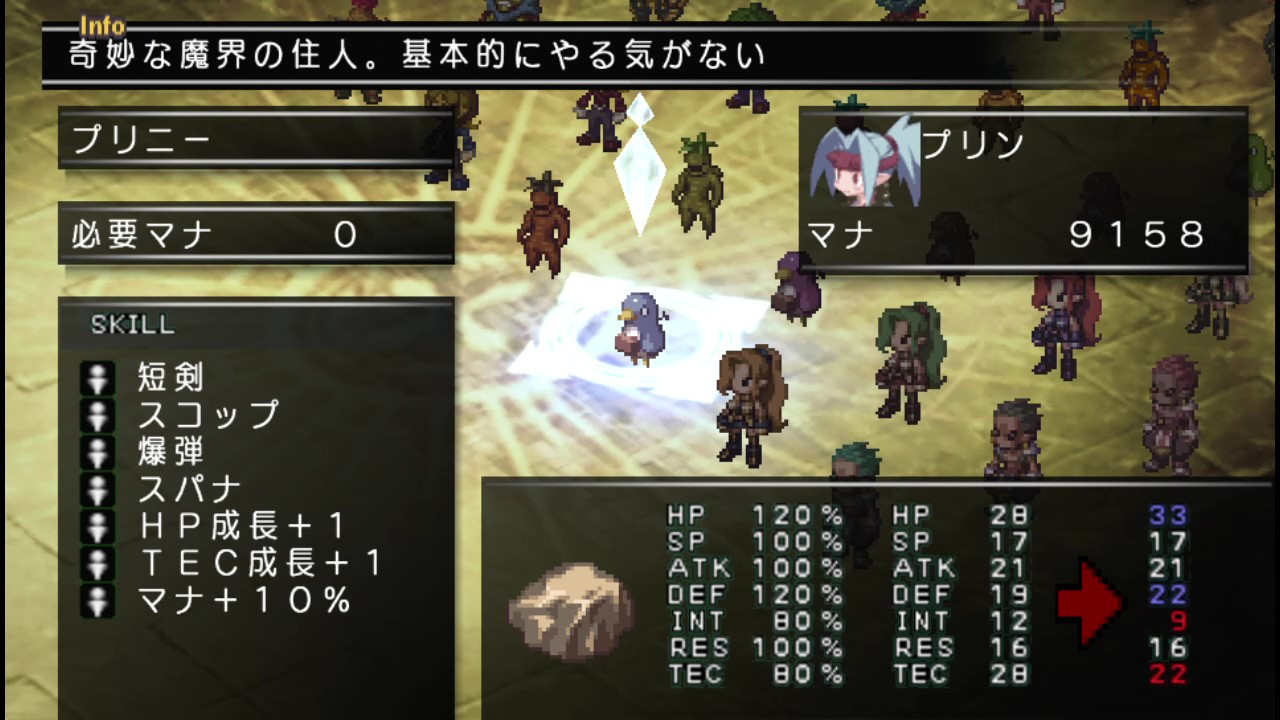 Info
奇妙な魔界の住人。基本的にやる気がない
プリニー
必要マナ 0
プリン
マナ 9158
SKILL
短剣
スコップ
爆弾
スパナ
HP成長+1
TEC成長+1
マナ+10%
HP 120% HP 28 33
SP 100% SP 17 17
ATK 100% ATK 21 21
DEF 120% DEF 19 22
INT 80% INT 12 9
RES 100% RES 16 16
TEC 80% TEC 28 22